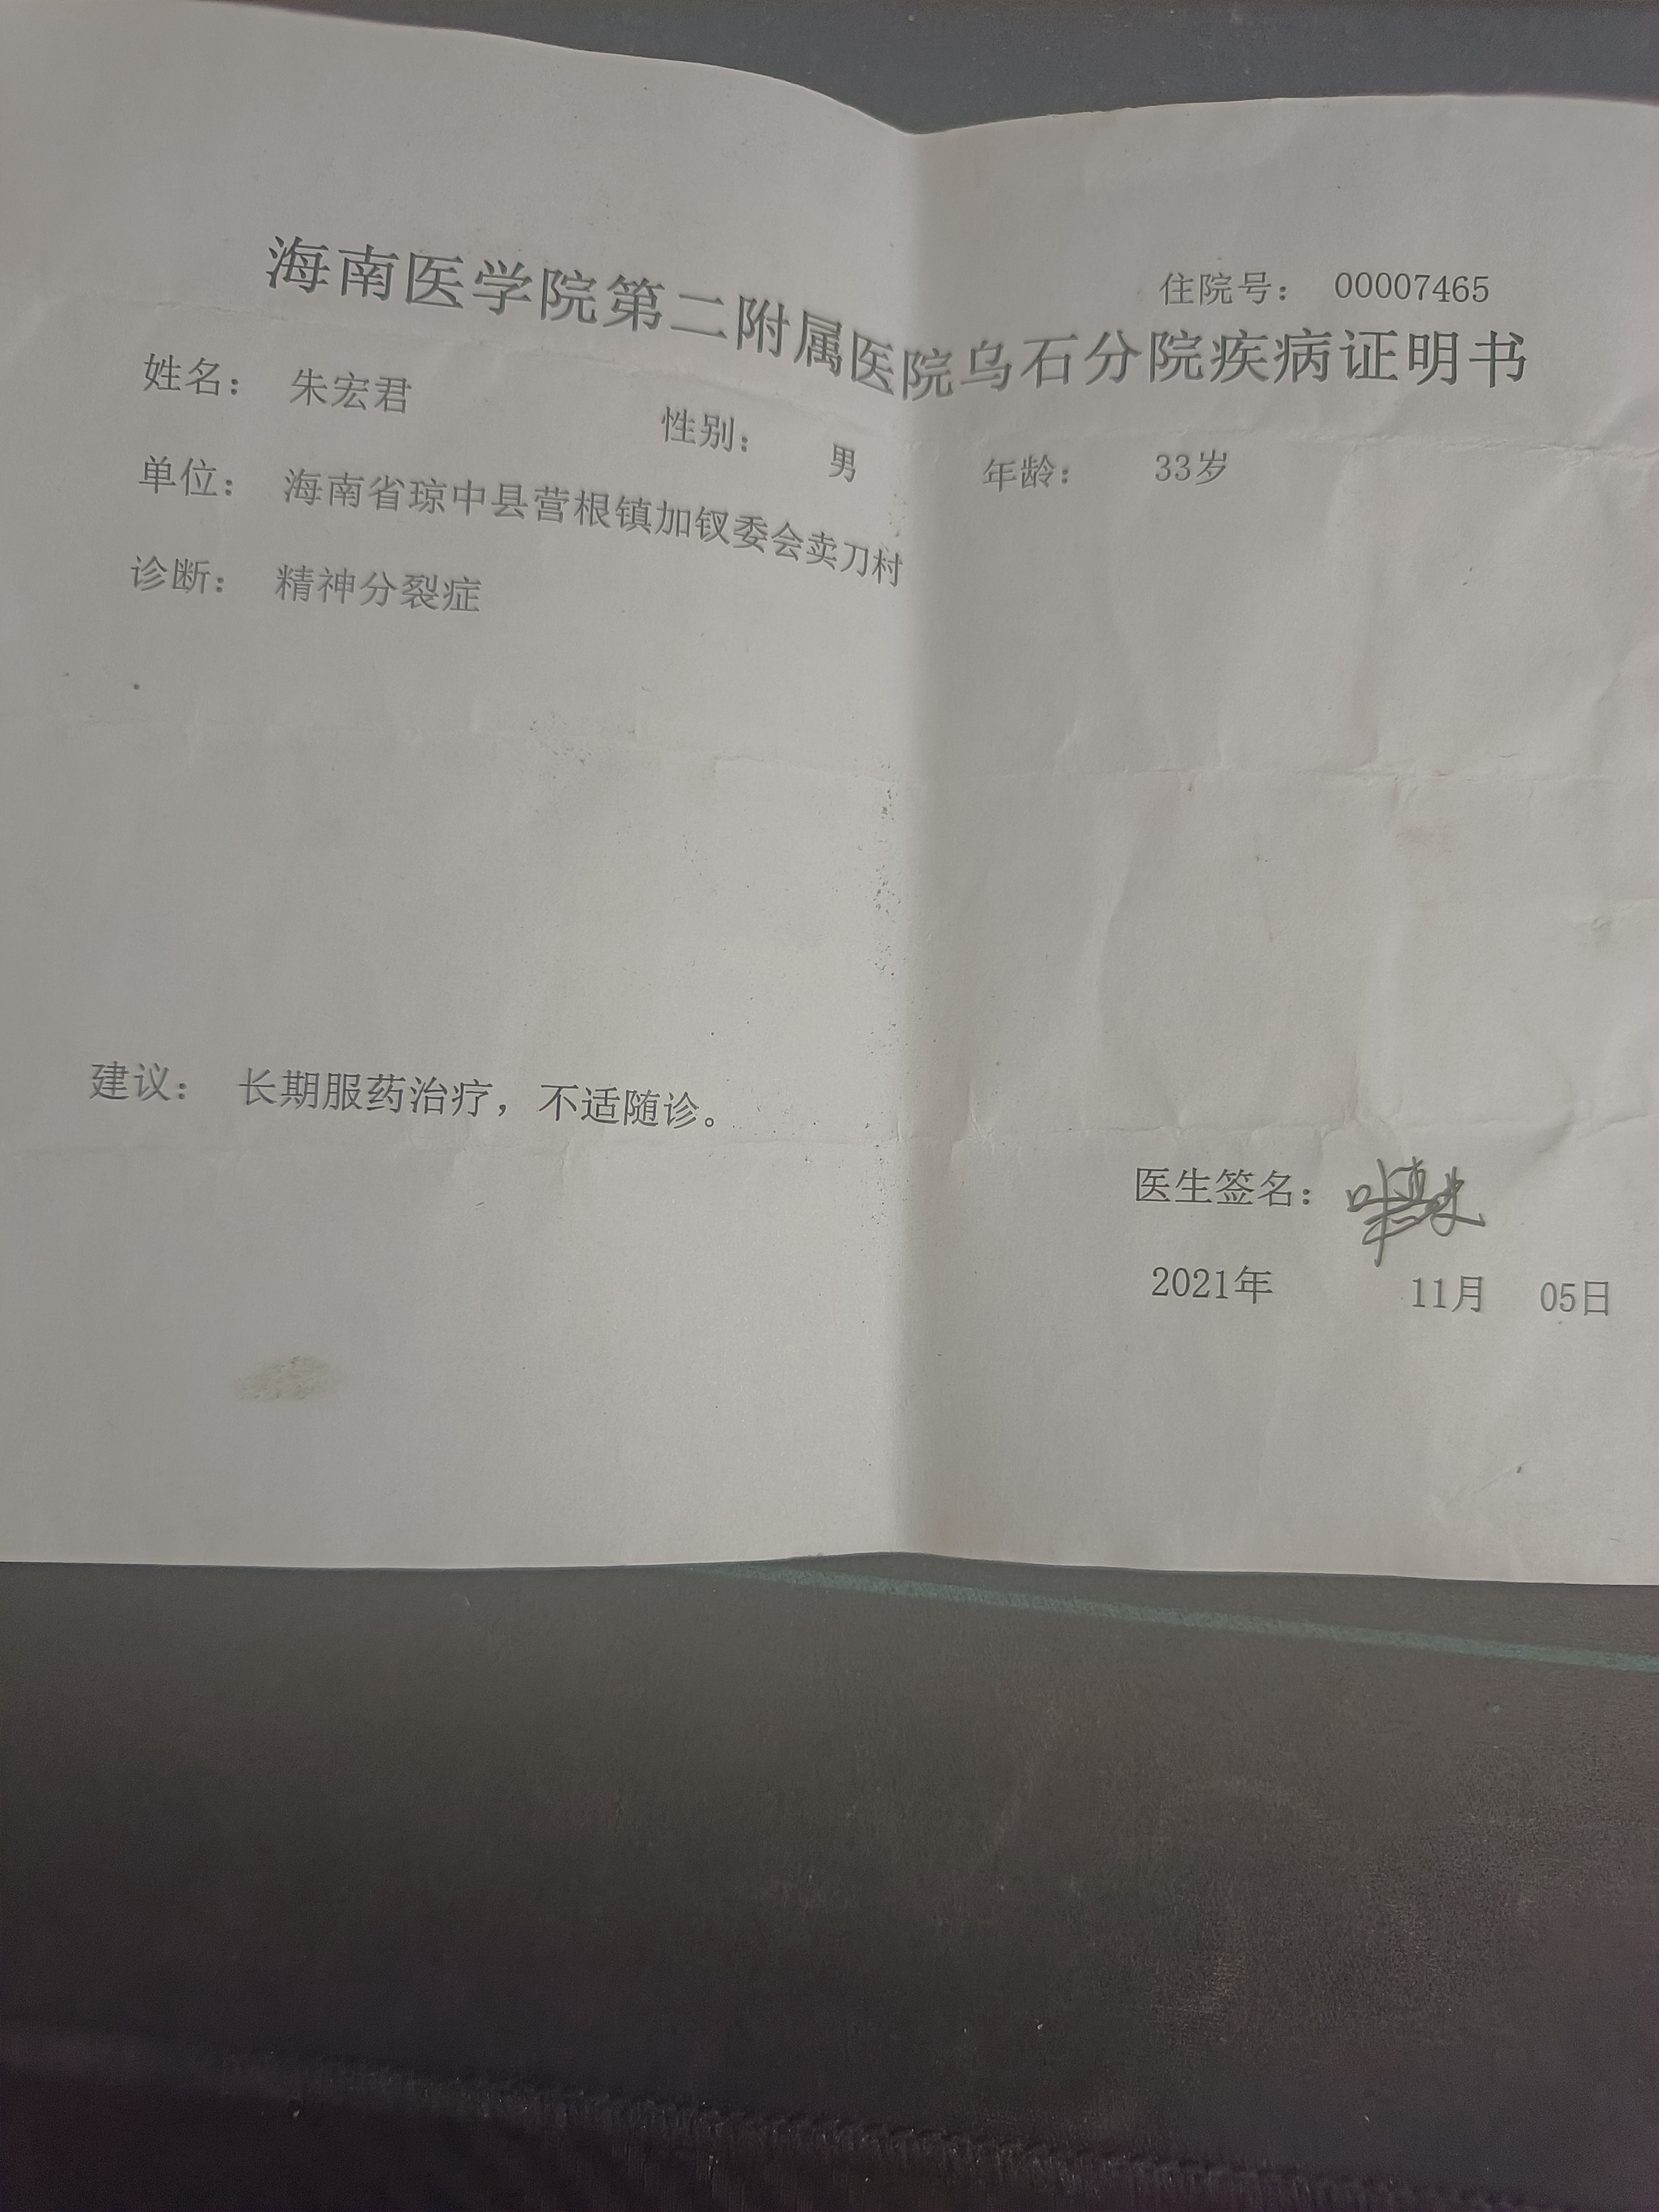 住院号： 00007465
海南医学院第二附属医院乌石分院疾病证明书
姓名： 朱宏君 性别： 男 年龄： 33岁
单位： 海南省琼中县营根镇加钗委会卖刀村
诊断： 精神分裂症
建议： 长期服药治疗，不适随诊。
医生签名：
2021年 11月 05日